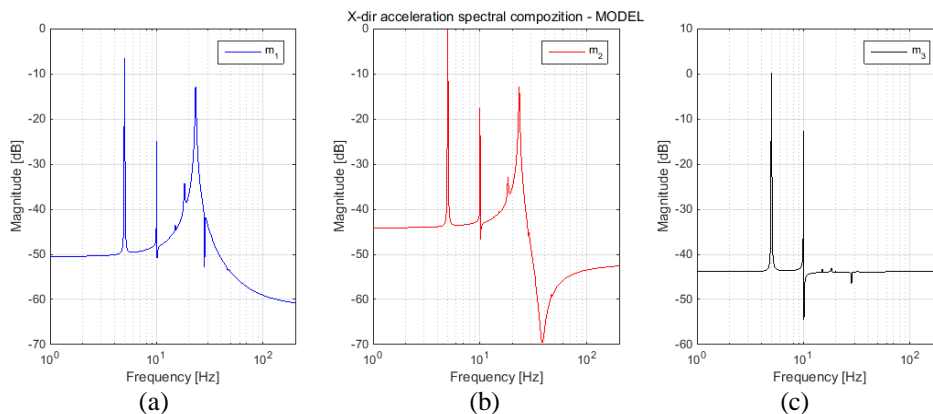 X-dir acceleration spectral compozition - MODEL
0
-10
-20
-30
-40
-50
-60
-70
Magnitude [dB]
m1
10^0
10^1
10^2
Frequency [Hz]
(a)
0
-10
-20
-30
-40
-50
-60
-70
Magnitude [dB]
m2
10^0
10^1
10^2
Frequency [Hz]
(b)
10
0
-10
-20
-30
-40
-50
-60
Magnitude [dB]
m3
10^0
10^1
10^2
Frequency [Hz]
(c)